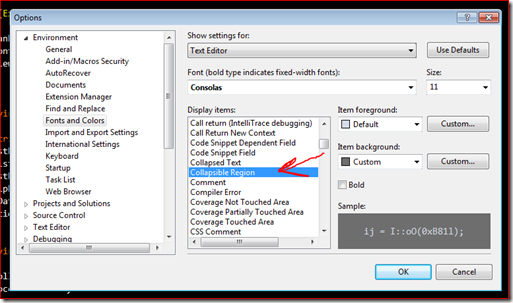 Options
Environment
General
Add-in/Macros Security
AutoRecover
Documents
Extension Manager
Find and Replace
Fonts and Colors
Import and Export Settings
International Settings
Keyboard
Startup
Task List
Web Browser
Projects and Solutions
Source Control
Text Editor
Debugging
Show settings for:
Text Editor
Use Defaults
Font (bold type indicates fixed-width fonts):
Size:
Consolas
11
Display items:
Call return (IntelliTrace debugging)
Call Return New Context
Code Snippet Dependent Field
Code Snippet Field
Collapsed Text
Collapsible Region
Comment
Compiler Error
Coverage Not Touched Area
Coverage Partially Touched Area
Coverage Touched Area
CSS Comment
Item foreground:
Default
Custom...
Item background:
Custom
Custom...
Bold
Sample:
ij = I::oO(0xB811);
OK
Cancel